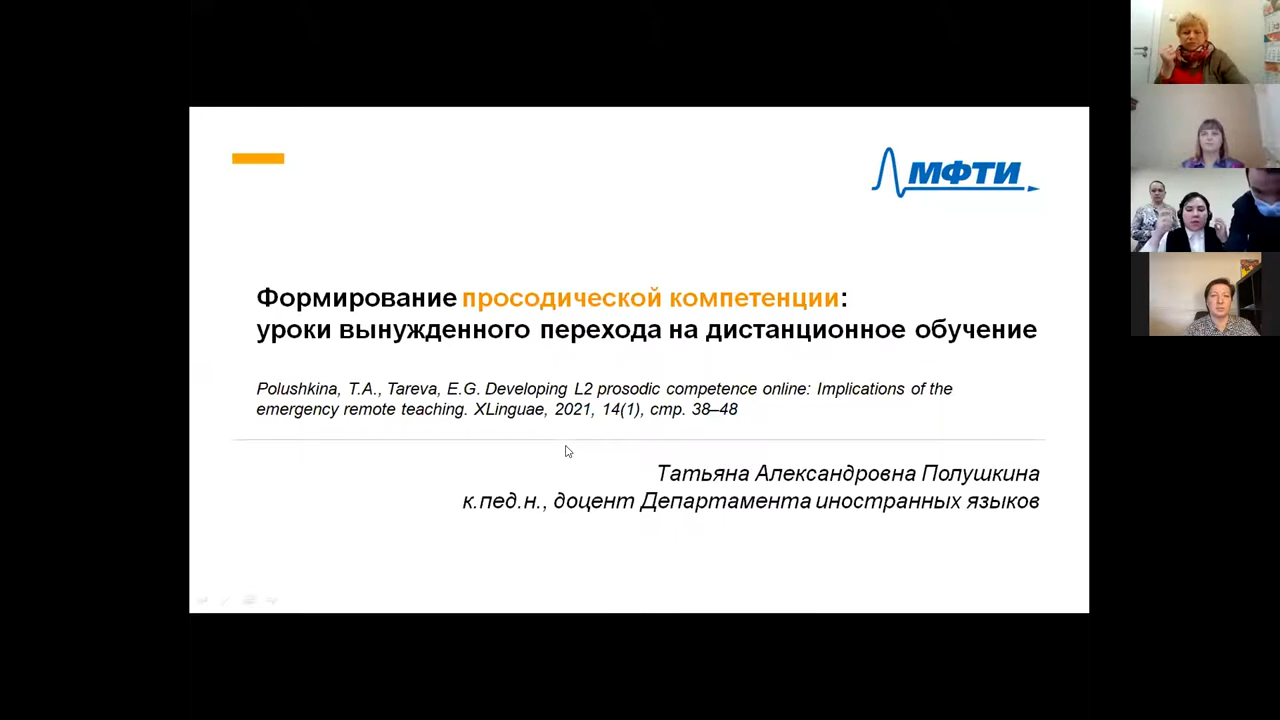 МФТИ
Формирование просодической компетенции:
уроки вынужденного перехода на дистанционное обучение
Polushkina, T.A., Tareva, E.G. Developing L2 prosodic competence online: Implications of the
emergency remote teaching. XLinguae, 2021, 14(1), стр. 38–48
Татьяна Александровна Полушкина
к.пед.н., доцент Департамента иностранных языков